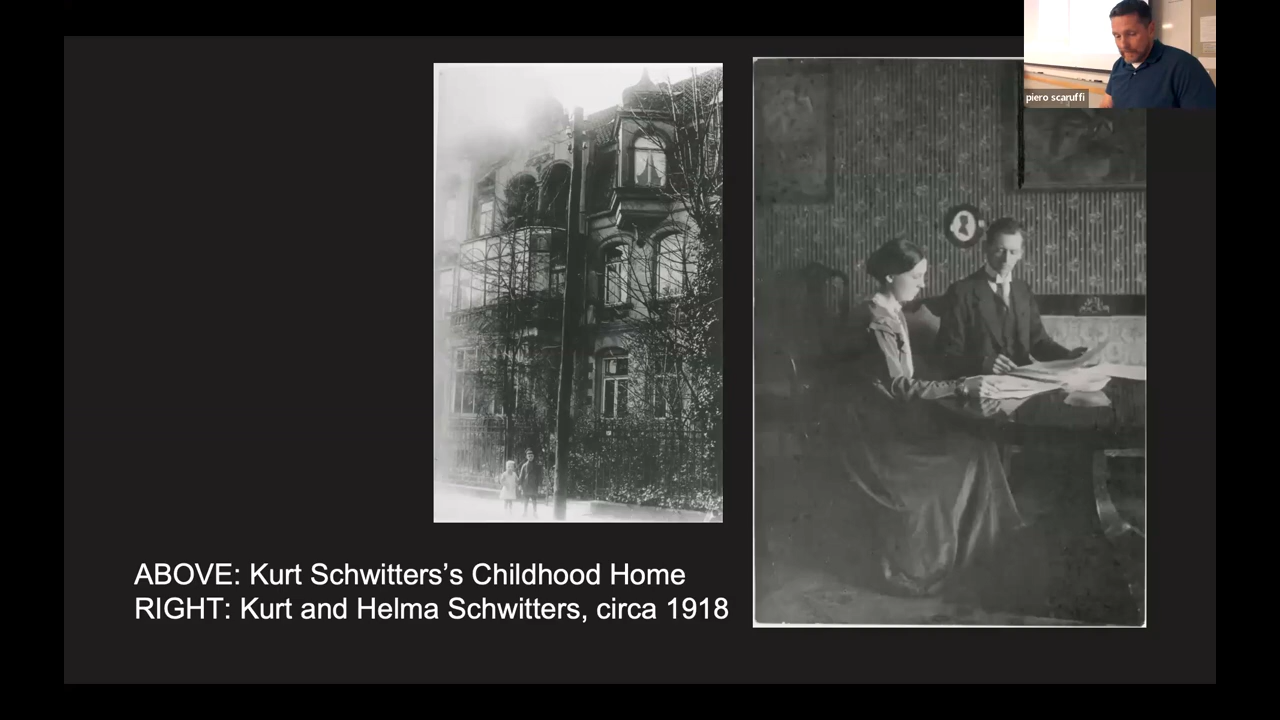 piero scaruffi
ABOVE: Kurt Schwitters’s Childhood Home
RIGHT: Kurt and Helma Schwitters, circa 1918